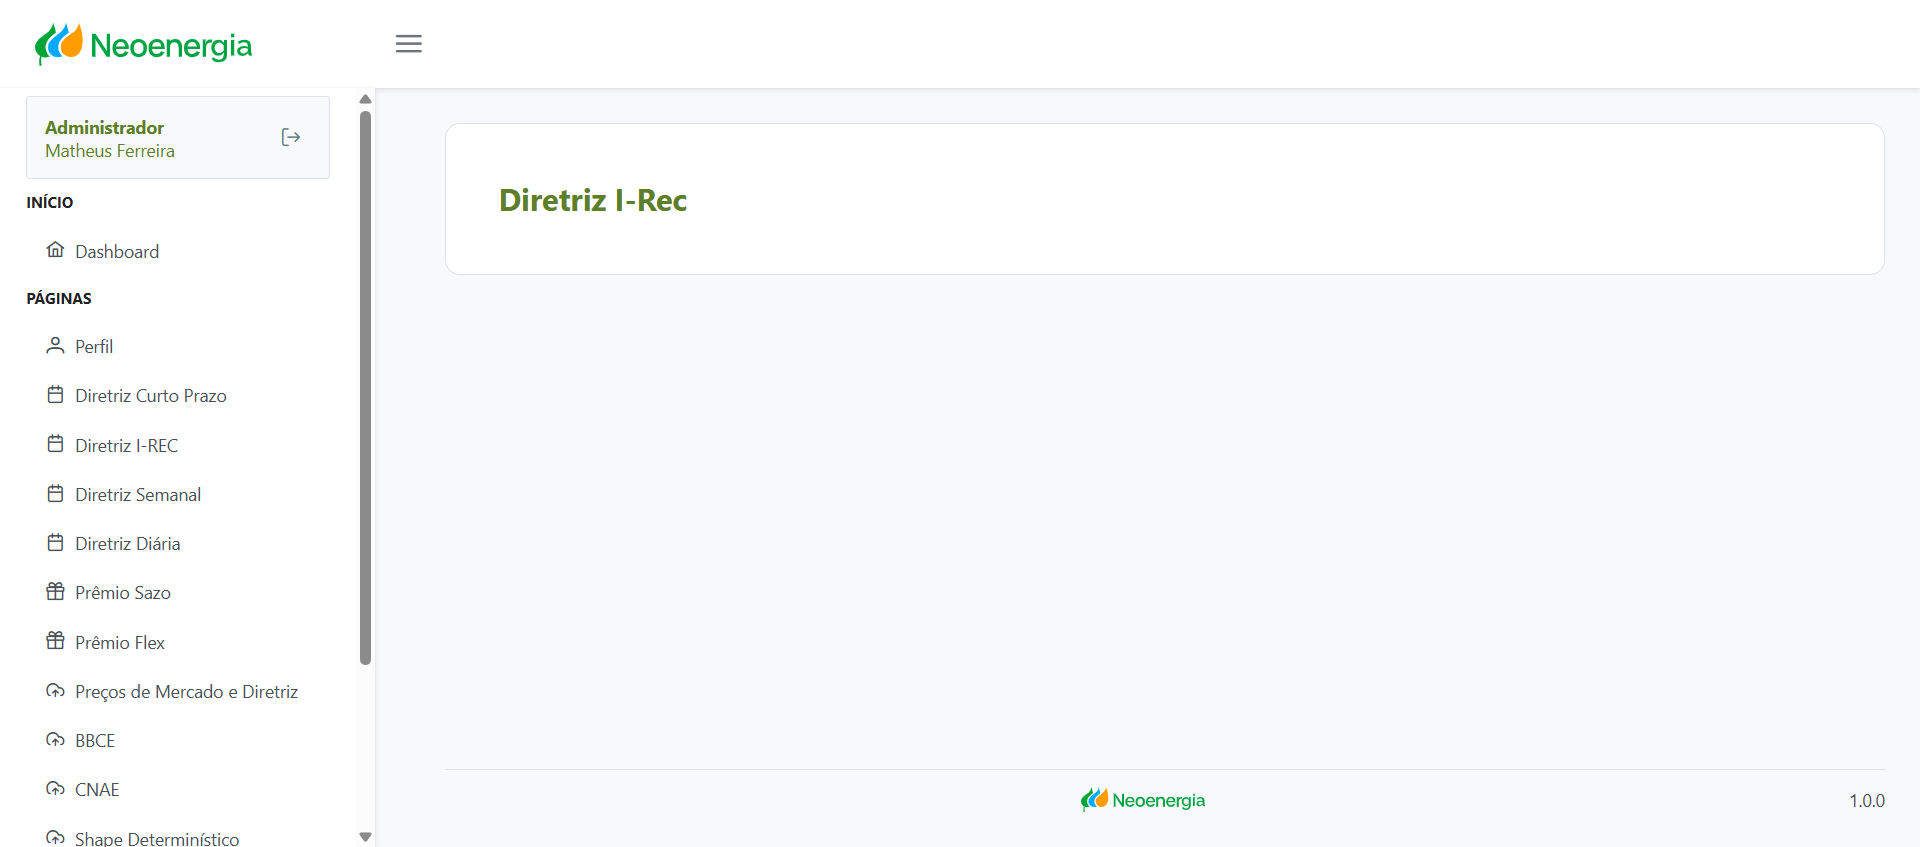 Neoenergia
Administrador
Matheus Ferreira
INÍCIO
Dashboard
PÁGINAS
Perfil
Diretriz Curto Prazo
Diretriz I-REC
Diretriz Semanal
Diretriz Diária
Prêmio Sazo
Prêmio Flex
Preços de Mercado e Diretriz
BBCE
CNAE
Shape Determinístico
Diretriz I-Rec
Neoenergia
1.0.0